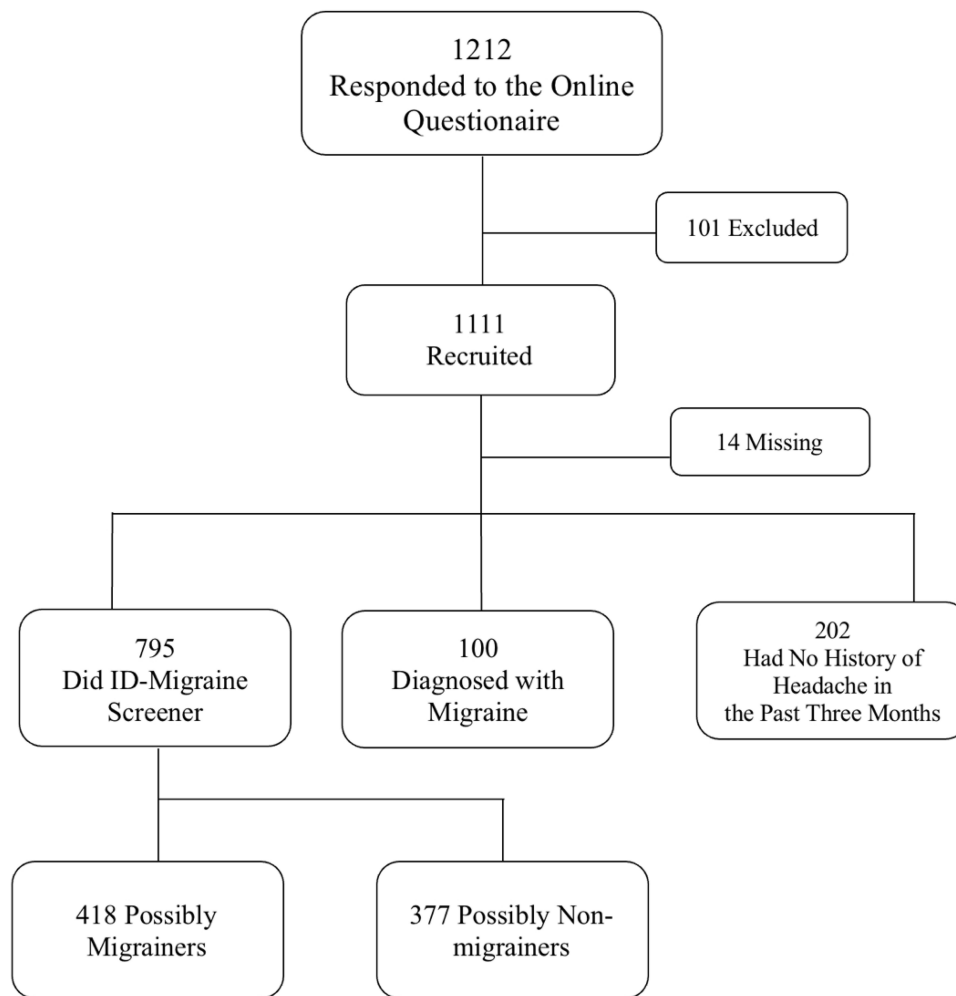 1212
Responded to the Online
Questionaire
101 Excluded
1111
Recruited
14 Missing
795
Did ID-Migraine
Screener
100
Diagnosed with
Migraine
202
Had No History of
Headache in
the Past Three Months
418 Possibly
Migrainers
377 Possibly Non-
migrainers